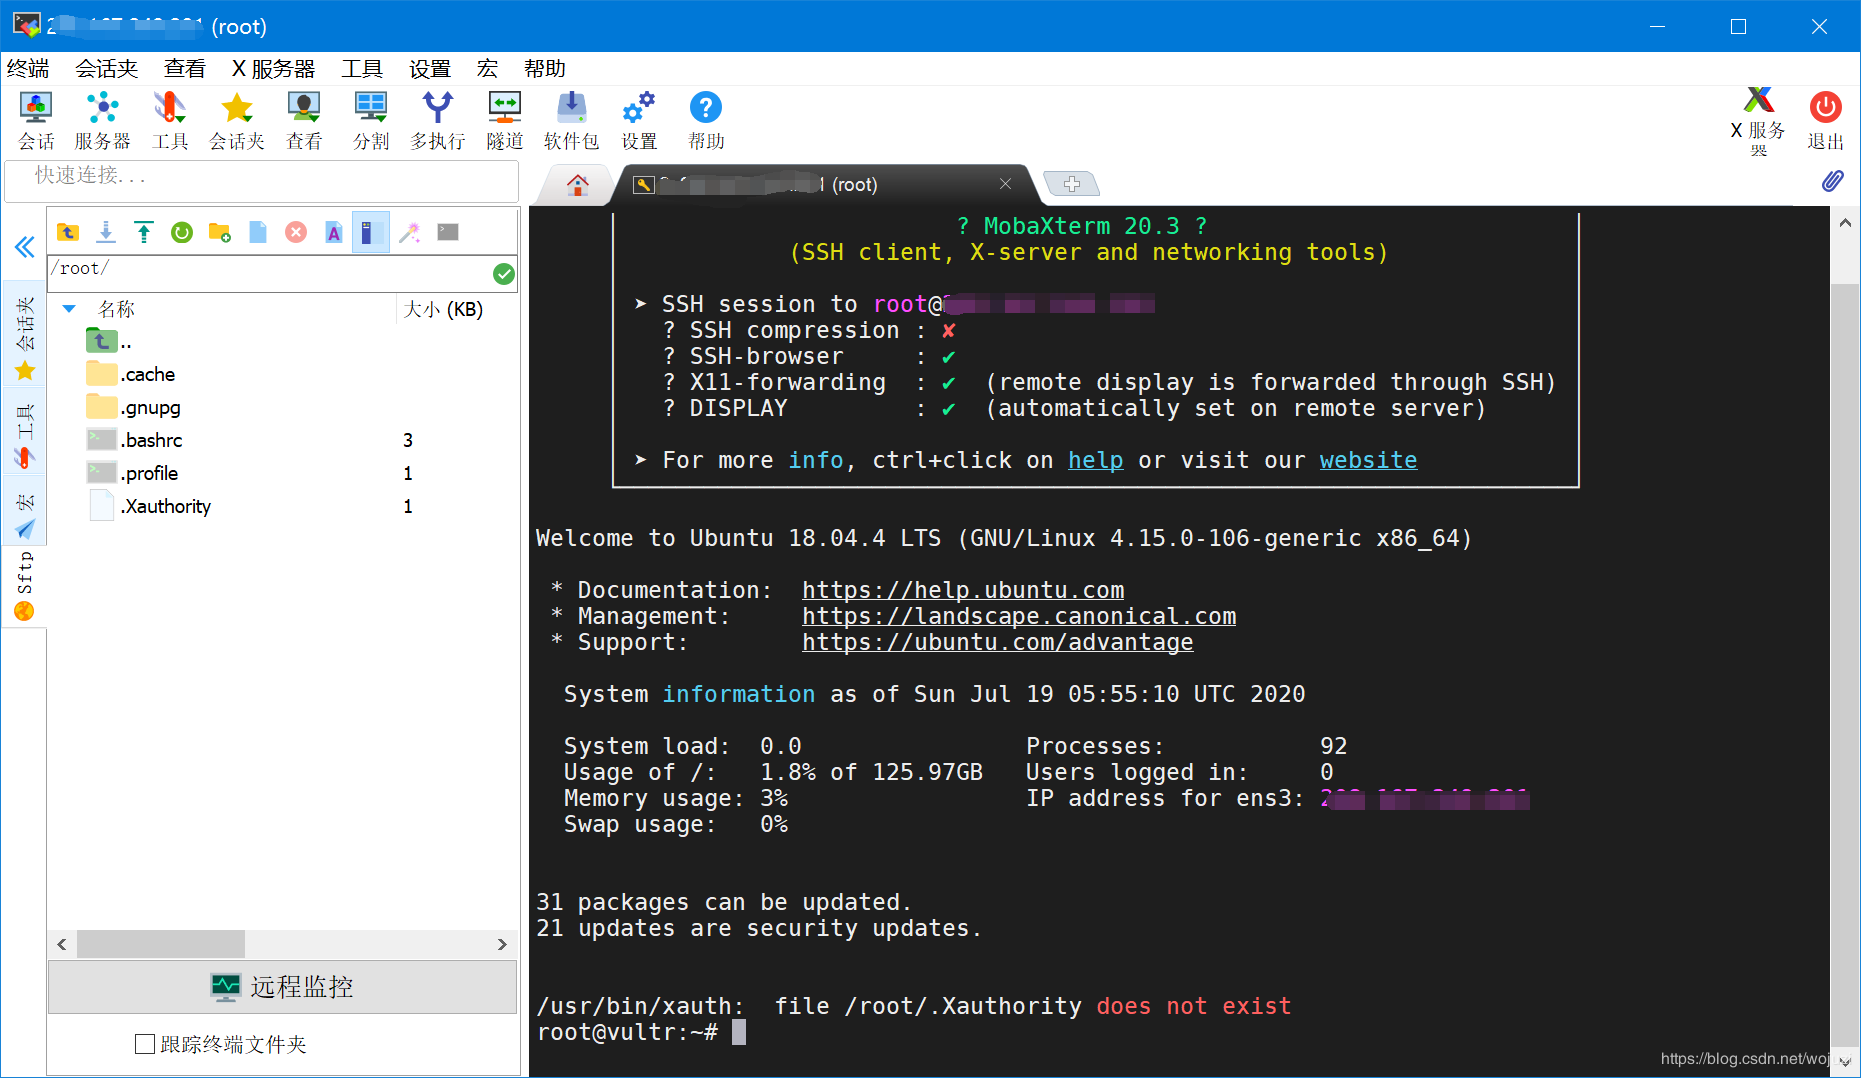 (root)
终端 会话夹 查看 X 服务器 工具 设置 宏 帮助
会话 服务器 工具 会话夹 查看 分割 多执行 隧道 软件包 设置 帮助
X 服务器 退出
快速连接...
(root)
/root/
名称 大小 (KB)
..
.cache
.gnupg
.bashrc 3
.profile 1
.Xauthority 1
会话夹
工具
宏
Sftp
远程监控
跟踪终端文件夹
? MobaXterm 20.3 ?
(SSH client, X-server and networking tools)
➤ SSH session to root@
? SSH compression : ✘
? SSH-browser : ✔
? X11-forwarding : ✔ (remote display is forwarded through SSH)
? DISPLAY : ✔ (automatically set on remote server)
➤ For more info, ctrl+click on help or visit our website
Welcome to Ubuntu 18.04.4 LTS (GNU/Linux 4.15.0-106-generic x86_64)
* Documentation: https://help.ubuntu.com
* Management: https://landscape.canonical.com
* Support: https://ubuntu.com/advantage
System information as of Sun Jul 19 05:55:10 UTC 2020
System load: 0.0 Processes: 92
Usage of /: 1.8% of 125.97GB Users logged in: 0
Memory usage: 3% IP address for ens3:
Swap usage: 0%
31 packages can be updated.
21 updates are security updates.
/usr/bin/xauth: file /root/.Xauthority does not exist
root@vultr:~#